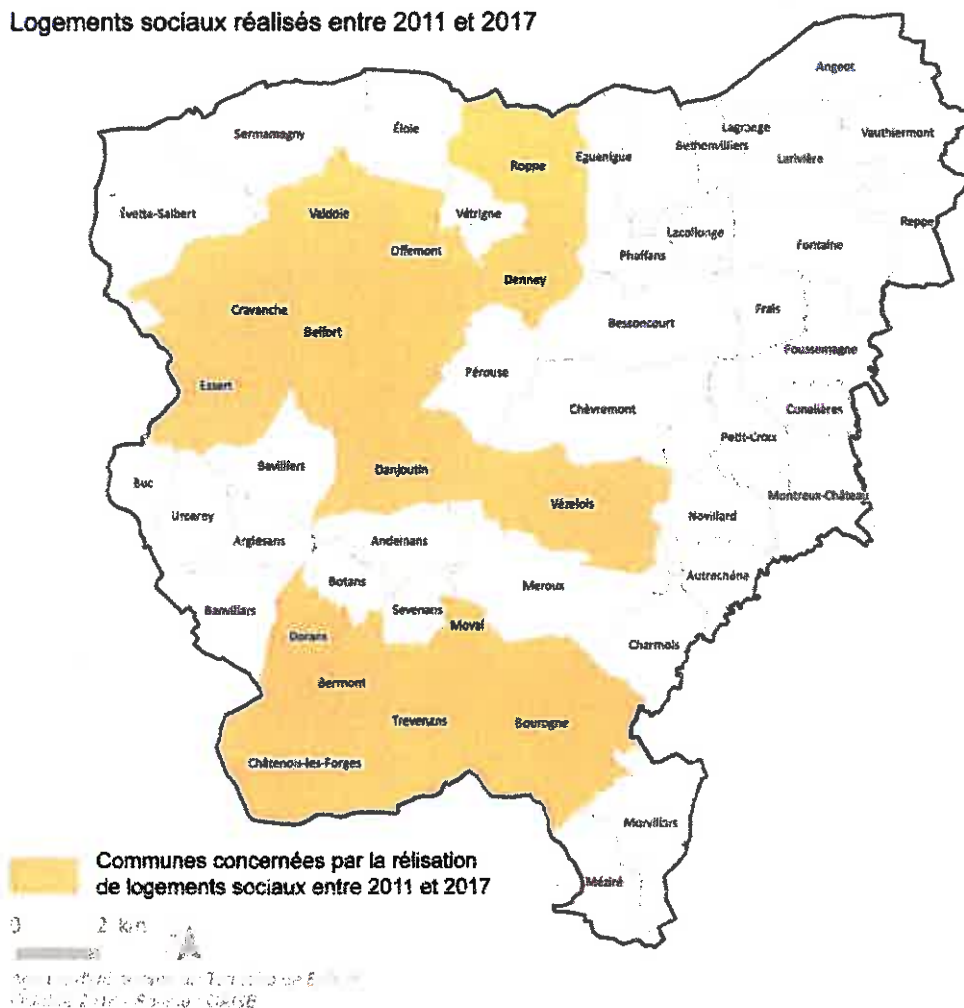 Logements sociaux réalisés entre 2011 et 2017
Angeot
Sermamagny
Éloie
Lagrange
Vauthiermont
Bethonvilliers
Roppe
Eguenigue
Larivière
Évette-Salbert
Valdoie
Vétrigne
Reppe
Lacollonge
Offemont
Phaffans
Fontaine
Denney
Cravanche
Frais
Belfort
Bessoncourt
Foussemagne
Pérouse
Essert
Chèvremont
Cunelières
Petit-Croix
Bavilliers
Danjoutin
Buc
Montreux-Château
Vézelois
Urcerey
Novillard
Argiésans
Andelnans
Autrechêne
Botans
Meroux
Banvillars
Sevenans
Moval
Dorans
Charmois
Bermont
Trevenans
Bourogne
Châtenois-les-Forges
Morvillars
Méziré
Communes concernées par la rélisation
de logements sociaux entre 2011 et 2017
0 2 km